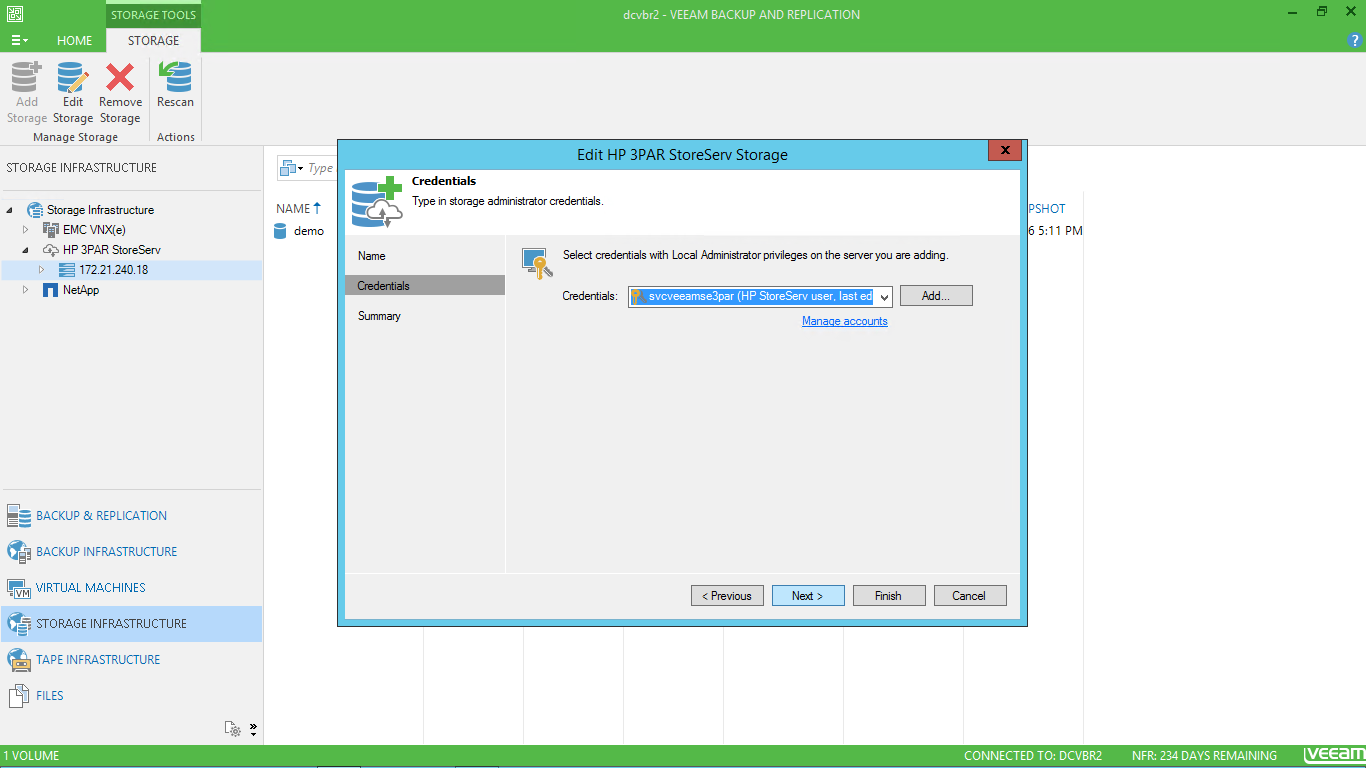 STORAGE TOOLS
dcvbr2 - VEEAM BACKUP AND REPLICATION
HOME
STORAGE
?
Add Storage
Edit Storage
Remove Storage
Rescan
Manage Storage
Actions
STORAGE INFRASTRUCTURE
Storage Infrastructure
EMC VNX(e)
HP 3PAR StoreServ
172.21.240.18
NetApp
Type
NAME
PSHOT
demo
6 5:11 PM
Edit HP 3PAR StoreServ Storage
x
Credentials
Type in storage administrator credentials.
Name
Credentials
Summary
Select credentials with Local Administrator privileges on the server you are adding.
Credentials:
svcveeamse3par (HP StoreServ user, last ed
Add...
Manage accounts
< Previous
Next >
Finish
Cancel
BACKUP & REPLICATION
BACKUP INFRASTRUCTURE
VM
VIRTUAL MACHINES
STORAGE INFRASTRUCTURE
TAPE INFRASTRUCTURE
FILES
1 VOLUME
CONNECTED TO: DCVBR2
NFR: 234 DAYS REMAINING
veeam